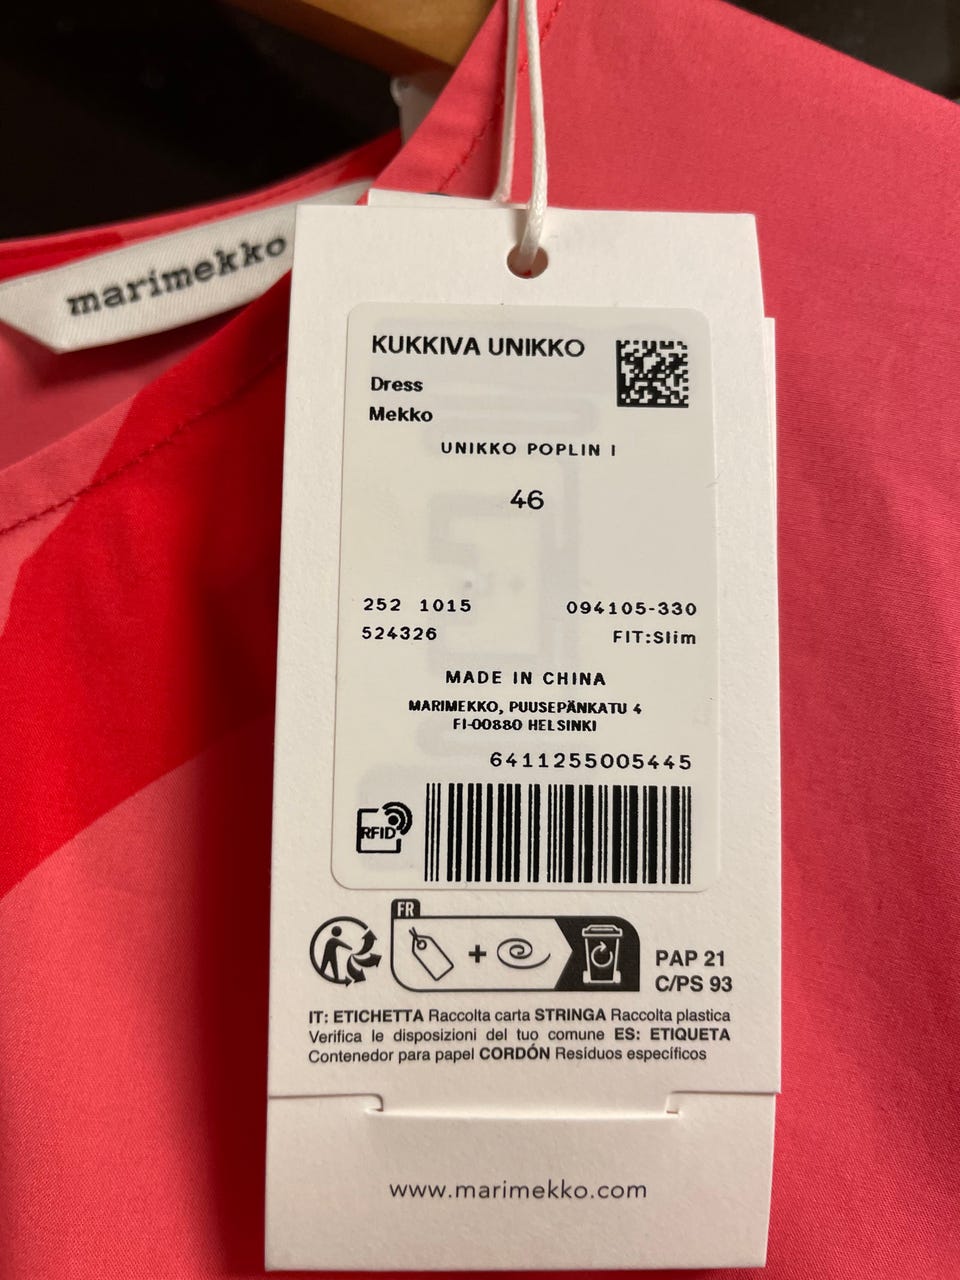 marimekko
KUKKIVA UNIKKO
Dress
Mekko
UNIKKO POPLIN I
46
252 1015 094105-330
524326 FIT:Slim
MADE IN CHINA
MARIMEKKO, PUUSEPÄNKATU 4
FI-00880 HELSINKI
6411255005445
RFID
FR
+
PAP 21
C/PS 93
IT: ETICHETTA Raccolta carta STRINGA Raccolta plastica
Verifica le disposizioni del tuo comune ES: ETIQUETA
Contenedor para papel CORDÓN Resíduos específicos
www.marimekko.com